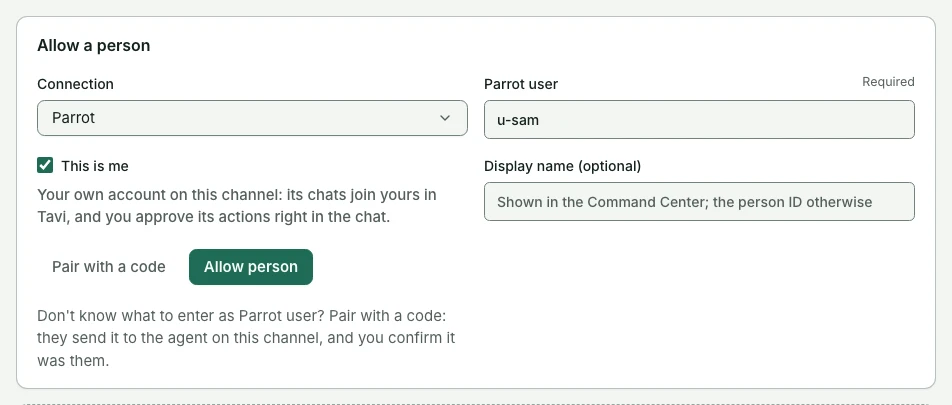 Allow a person
Connection
Parrot
Parrot user
Required
u-sam
This is me
Your own account on this channel: its chats join yours in
Tavi, and you approve its actions right in the chat.
Display name (optional)
Shown in the Command Center; the person ID otherwise
Pair with a code
Allow person
Don't know what to enter as Parrot user? Pair with a code:
they send it to the agent on this channel, and you confirm it
was them.